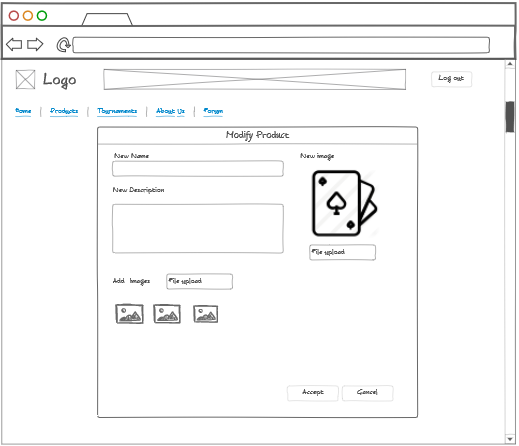 Logo
Log out
Home | Products | Tournaments | About Us | Forum
Modify Product
New Name
New image
New Description
File upload
Add Images
File upload
Accept
Cancel